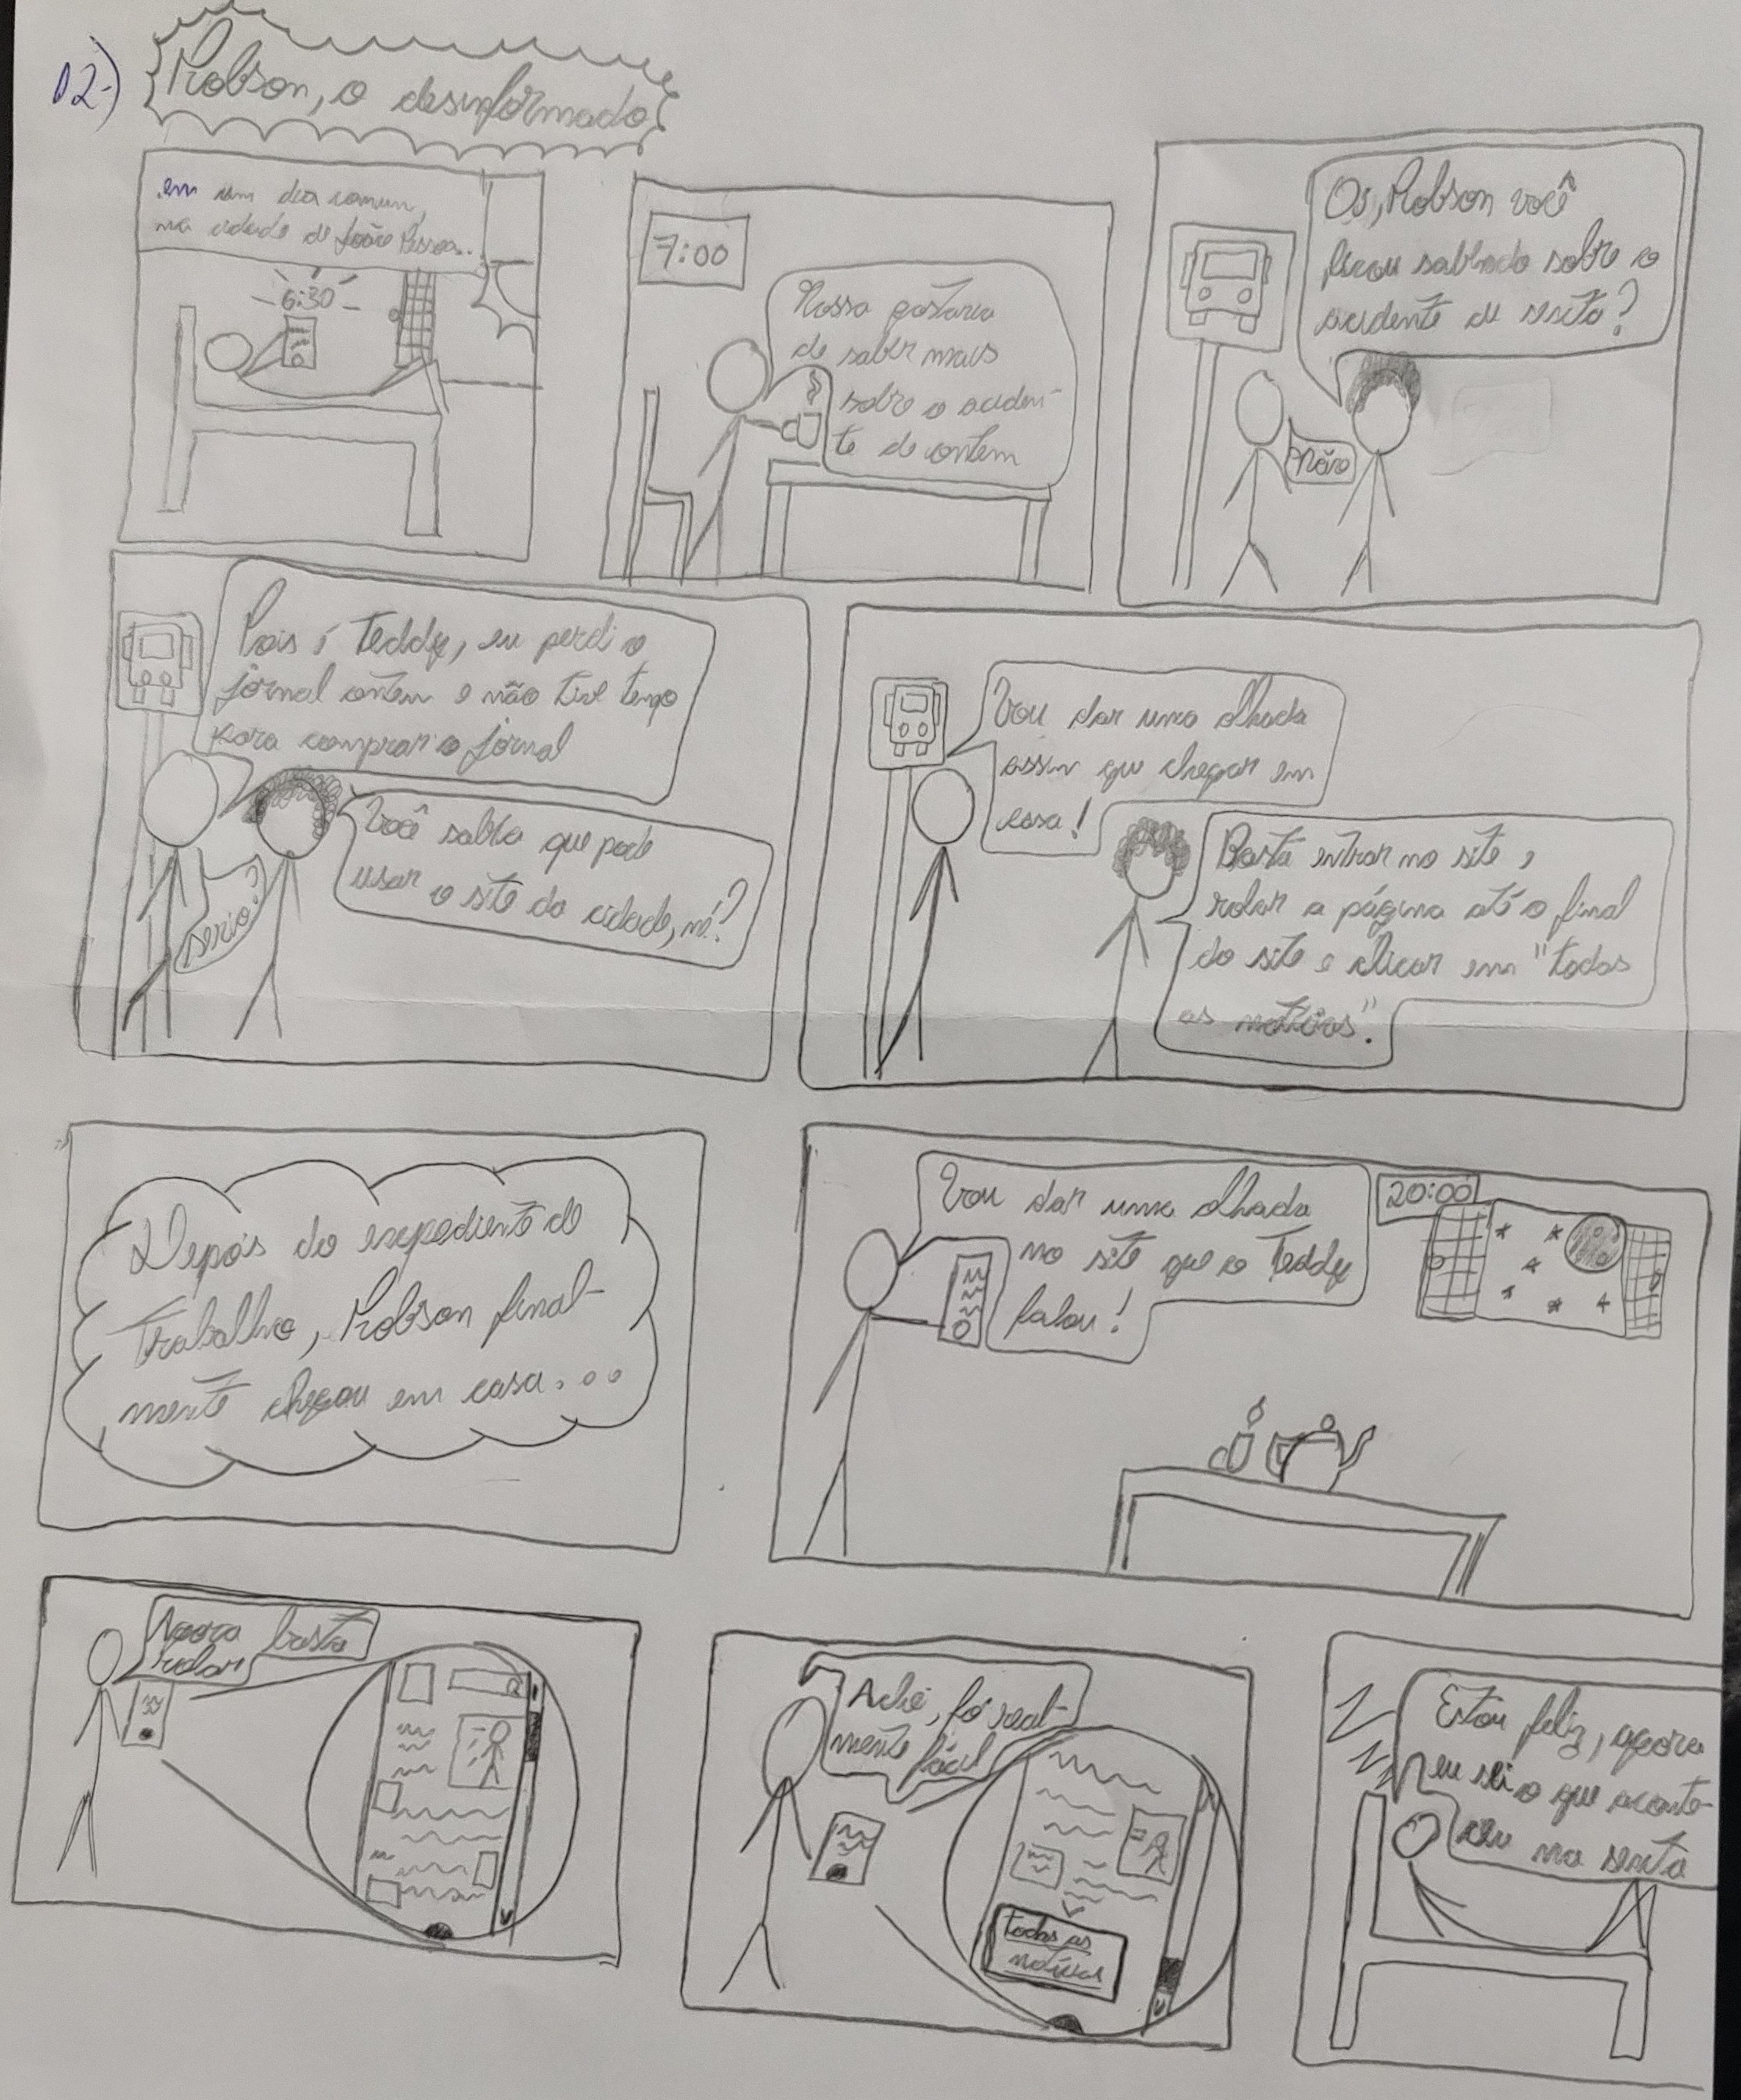 02-)
Robson, o desinformado
em um dia comum,
na cidade de João Pessoa...
6:30
7:00
Nossa gostaria
de saber mais
sobre o aciden-
te de ontem
Oi, Robson você
ficou sabendo sobre o
acidente de sexta?
Não
Pois é Teddy, eu perdi o
jornal ontem e não tive tempo
para comprar o jornal
Você sabia que pode
usar o site da cidade, né?
serio?
Vou dar uma olhada
assim que chegar em
casa!
Basta entrar no site e
rolar a página até o final
do site e clicar em "todas
as notícias".
Depois do expediente de
Trabalho, Robson final-
mente chegou em casa...
Vou dar uma olhada
no site que o Teddy
falou!
20:00
Agora basta
rolar
Achei, foi real-
mente fácil
todas as
notícias
Estou feliz, agora
eu sei o que aconte-
ceu na sexta